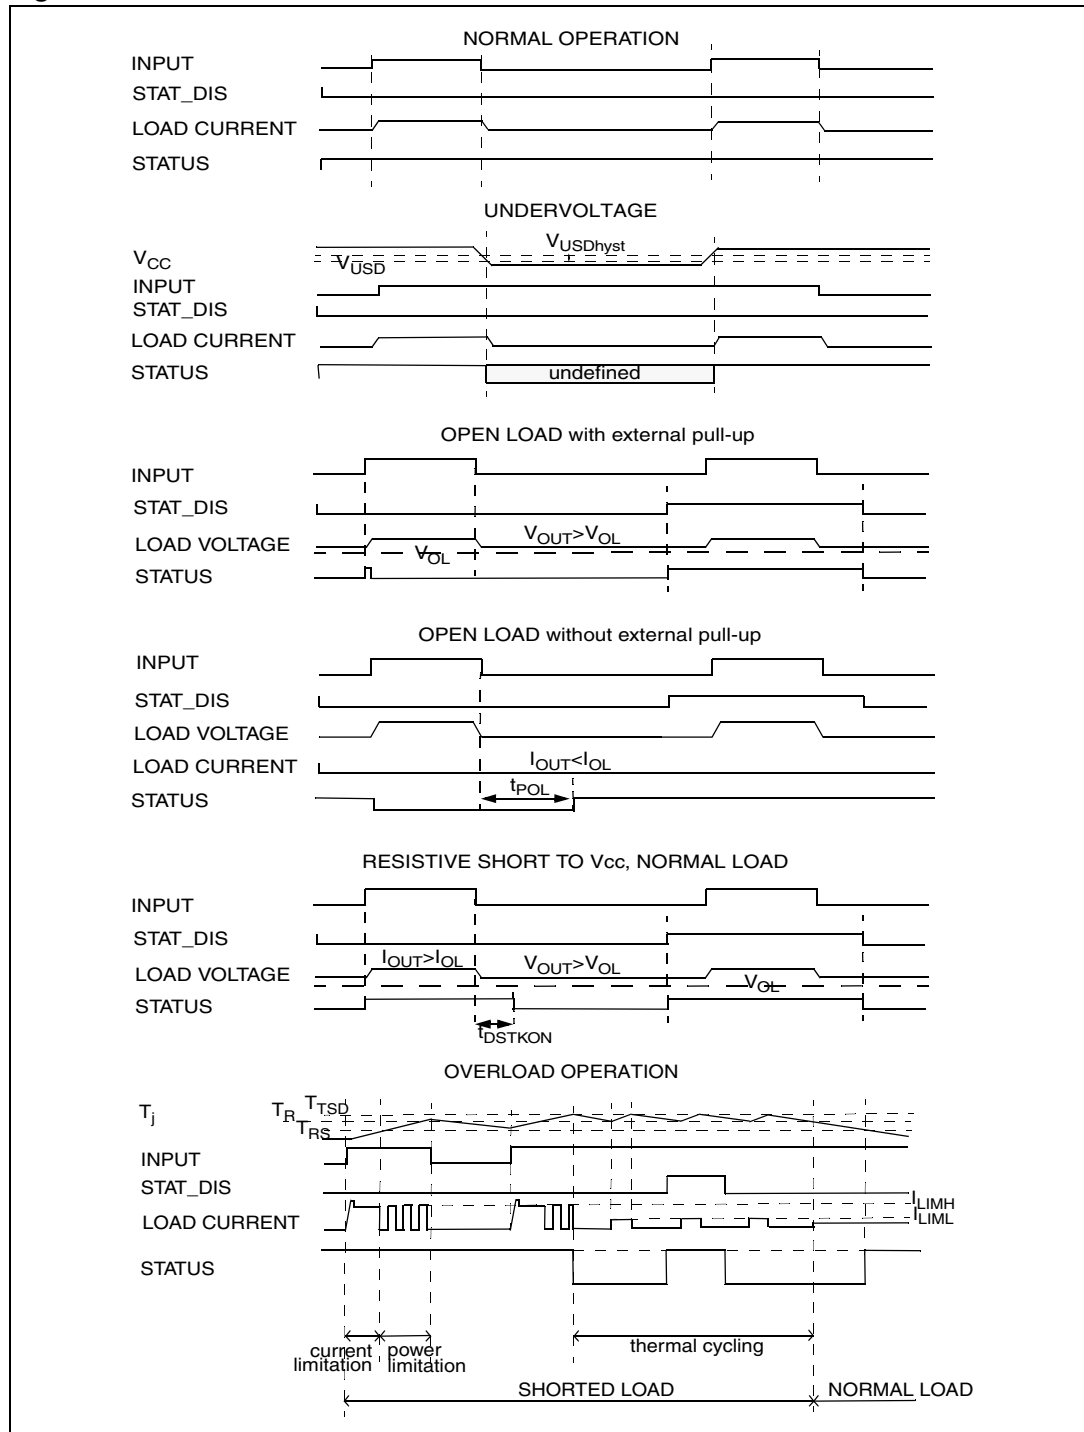 NORMAL OPERATION
INPUT
STAT_DIS
LOAD CURRENT
STATUS
UNDERVOLTAGE
VUSDhyst
VCC
VUSD
INPUT
STAT_DIS
LOAD CURRENT
STATUS
undefined
OPEN LOAD with external pull-up
INPUT
STAT_DIS
LOAD VOLTAGE
VOUT>VOL
VOL
STATUS
OPEN LOAD without external pull-up
INPUT
STAT_DIS
LOAD VOLTAGE
LOAD CURRENT
IOUT<IOL
tPOL
STATUS
RESISTIVE SHORT TO Vcc, NORMAL LOAD
INPUT
STAT_DIS
IOUT>IOL
VOUT>VOL
LOAD VOLTAGE
VOL
STATUS
tDSTKON
OVERLOAD OPERATION
Tj
TR
TTSD
TRS
INPUT
STAT_DIS
ILIMH
LOAD CURRENT
ILIML
STATUS
current limitation
power limitation
thermal cycling
SHORTED LOAD
NORMAL LOAD